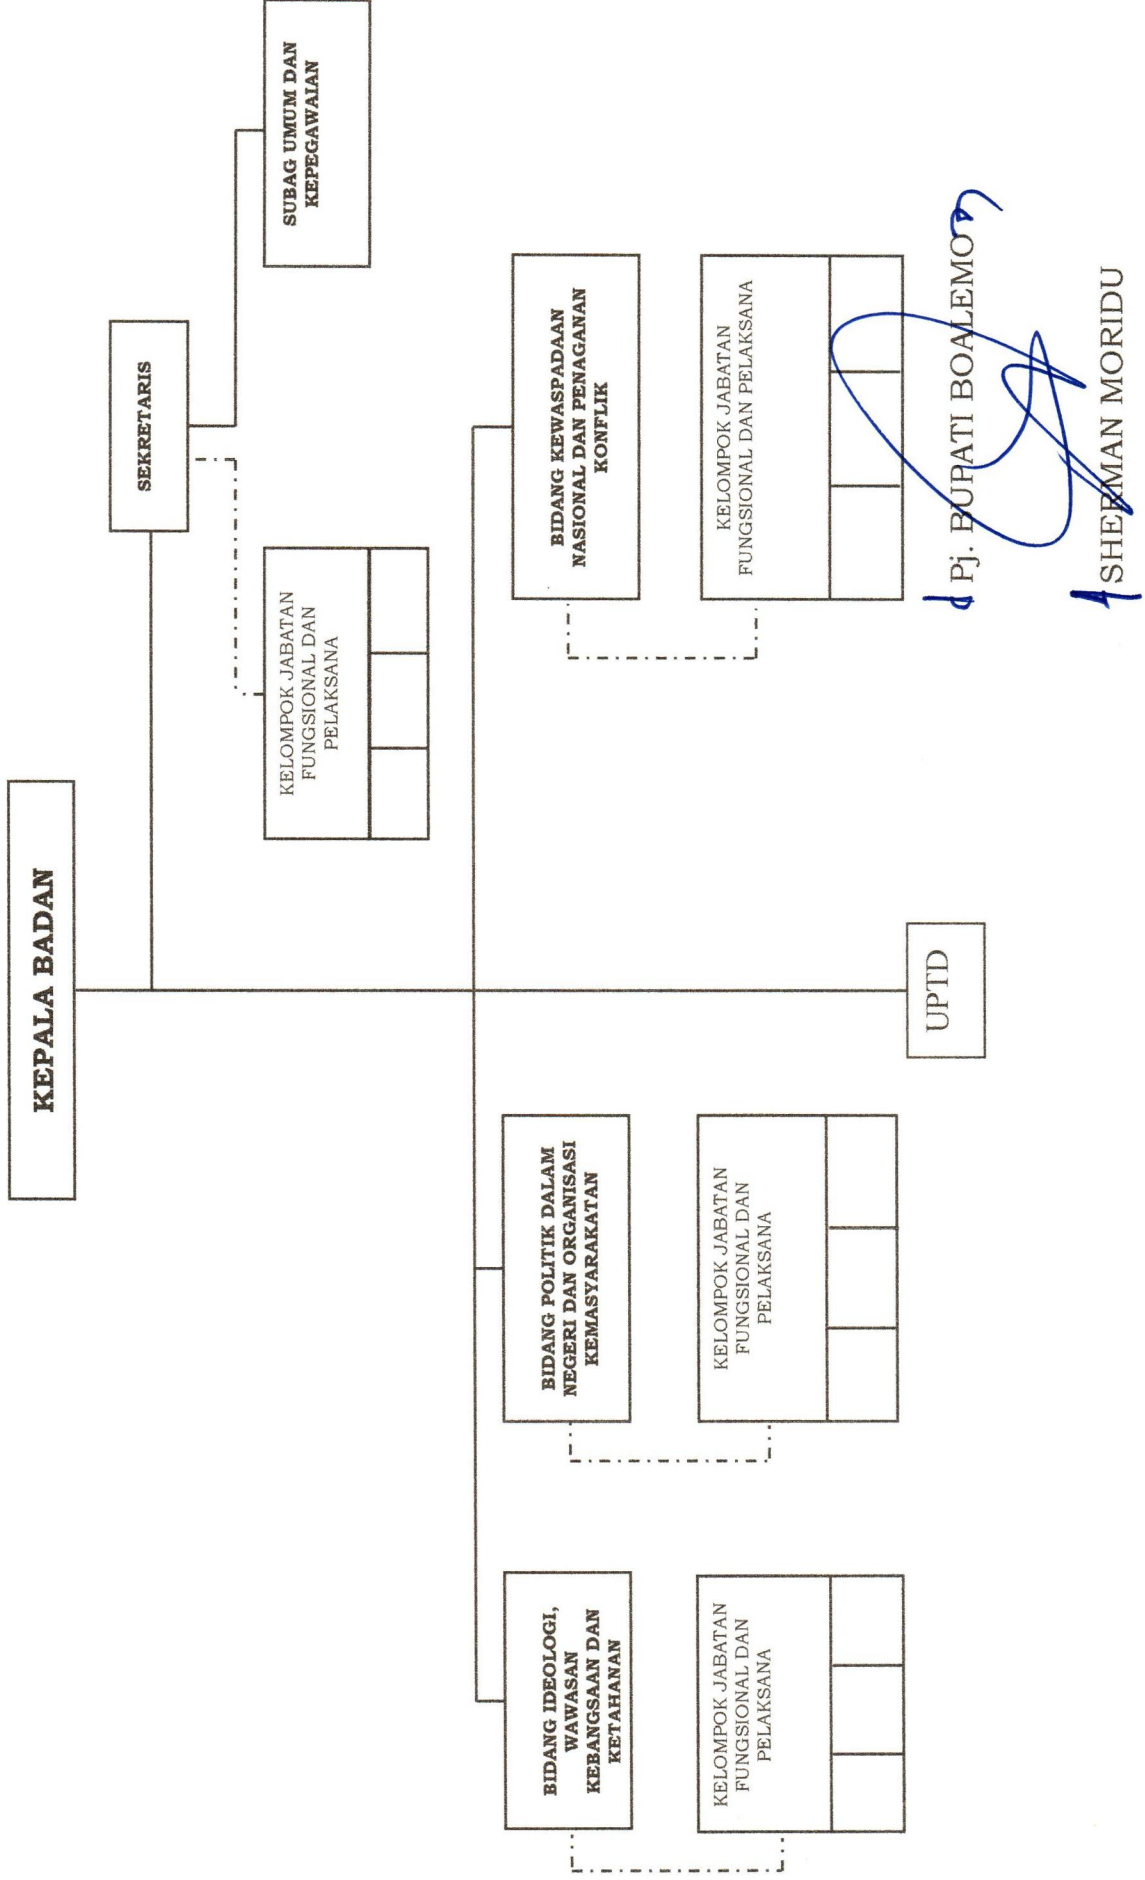 KEPALA BADAN
SEKRETARIS
KELOMPOK JABATAN
FUNGSIONAL DAN
PELAKSANA
SUBAG UMUM DAN
KEPEGAWAIAN
BIDANG IDEOLOGI,
WAWASAN
KEBANGSAAN DAN
KETAHANAN
BIDANG POLITIK DALAM
NEGERI DAN ORGANISASI
KEMASYARAKATAN
BIDANG KEWASPADAAN
NASIONAL DAN PENAGANAN
KONFLIK
KELOMPOK JABATAN
FUNGSIONAL DAN
PELAKSANA
KELOMPOK JABATAN
FUNGSIONAL DAN
PELAKSANA
KELOMPOK JABATAN
FUNGSIONAL DAN PELAKSANA
UPTD
Pj. BUPATI BOALEMO
SHERMAN MORIDU